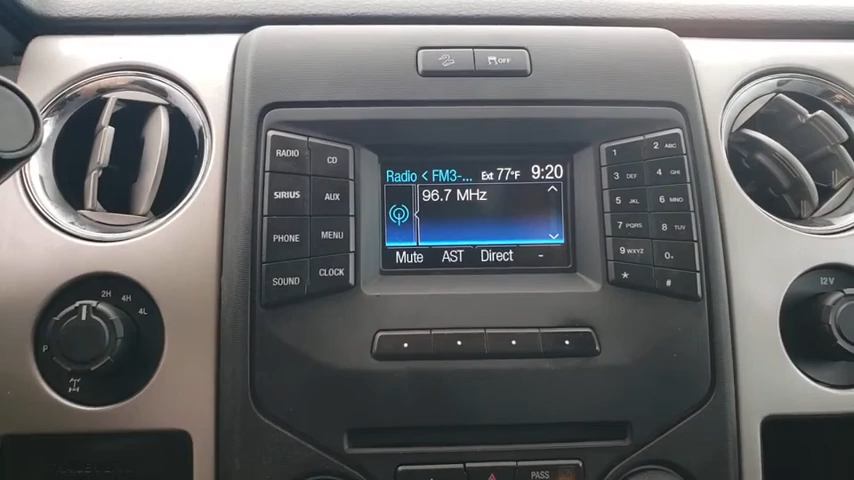 OFF
RADIO
CD
SIRIUS
AUX
PHONE
MENU
SOUND
CLOCK
Radio < FM3-... Ext 77°F 9:20
96.7 MHz
Mute AST Direct -
1
2 ABC
3 DEF
4 GHI
5 JKL
6 MNO
7 PQRS
8 TUV
9 WXYZ
0+
*
#
2H
4H
4L
P
12V
PASS